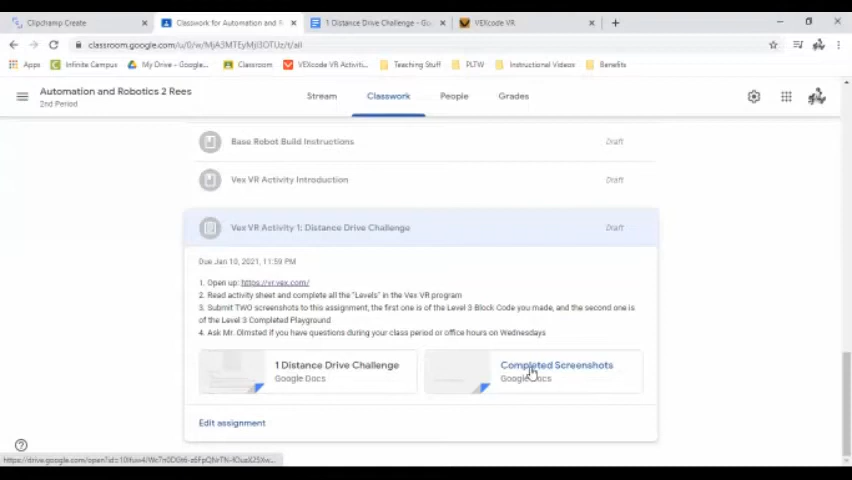 Clipchamp Create
Classwork for Automation and R
1 Distance Drive Challenge - Go
VEXcode VR
Apps
Infinite Campus
My Drive - Google...
Classroom
VEXcode VR Activiti...
Teaching Stuff
PLTW
Instructional Videos
Benefits
Automation and Robotics 2 Rees
2nd Period
Stream
Classwork
People
Grades
Base Robot Build Instructions
Draft
Vex VR Activity Introduction
Draft
Vex VR Activity 1: Distance Drive Challenge
Draft
Due Jan 10, 2021, 11:59 PM
1. Open up: https://vr.vex.com/
2. Read activity sheet and complete all the "Levels" in the Vex VR program
3. Submit TWO screenshots to this assignment, the first one is of the Level 3 Block Code you made, and the second one is
of the Level 3 Completed Playground
4. Ask Mr. Olmsted if you have questions during your class period or office hours on Wednesdays
1 Distance Drive Challenge
Google Docs
Completed Screenshots
Google Docs
Edit assignment